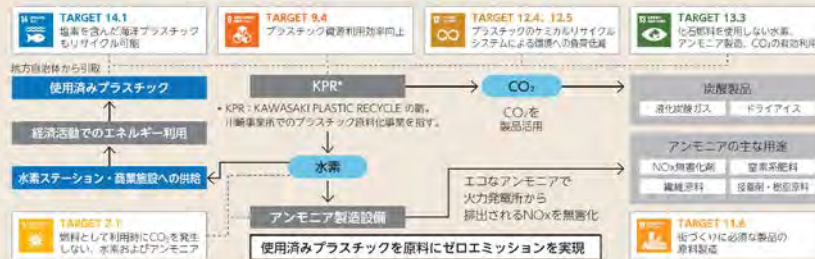 TARGET 14.1
塩素を含んだ海洋プラスチック
もリサイクル可能
TARGET 9.4
プラスチック資源利用効率向上
TARGET 12.4、12.5
プラスチックのケミカルリサイクル
システムによる環境への負荷低減
TARGET 13.3
化石燃料を使用しない水素、
アンモニア製造、CO₂の有効利用
地方自治体から引取
使用済みプラスチック
KPR*
CO₂
炭酸製品
液化炭酸ガス
ドライアイス
* KPR:KAWASAKI PLASTIC RECYCLE の略。
川崎事業所でのプラスチック原料化事業を指す。
CO₂を
製品活用
経済活動でのエネルギー利用
水素
アンモニアの主な用途
NOx無害化剤
窒素系肥料
繊維原料
接着剤・樹脂原料
水素ステーション・商業施設への供給
エコなアンモニアで
火力発電所から
排出されるNOxを無害化
アンモニア製造設備
TARGET 7.1
燃料として利用時にCO₂を発生
しない、水素およびアンモニア
使用済みプラスチックを原料にゼロエミッションを実現
TARGET 11.6
街づくりに必須な製品の
原料製造